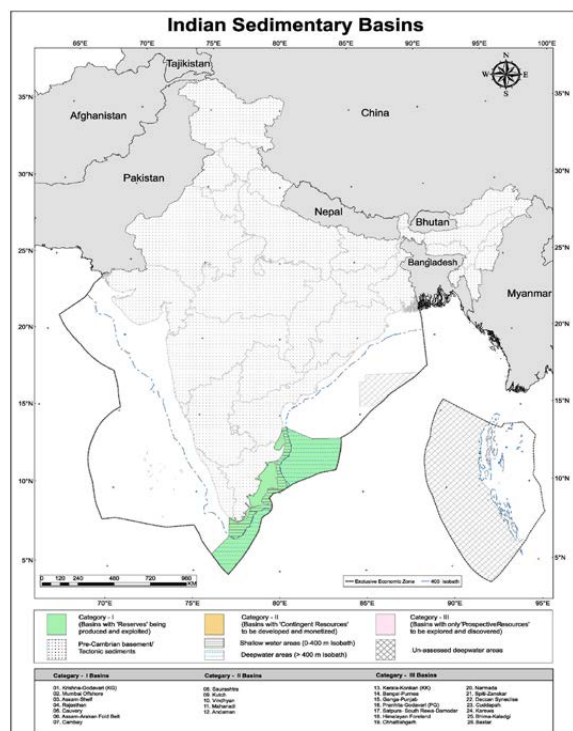 Indian Sedimentary Basins
65°E 70°E 75°E 80°E 85°E 90°E 95°E 100°E
Tajikistan
N
W E
S
35°N 35°N
Afghanistan
China
30°N 30°N
Pakistan
Nepal
Bhutan
25°N 25°N
Bangladesh
Myanmar
20°N 20°N
15°N 15°N
10°N 10°N
5°N 5°N
0 120 240 480 720 960
KM
Exclusive Economic Zone 400 Isobath
70°E 75°E 80°E 85°E 90°E 95°E
Category - I
(Basins with 'Reserves' being
produced and exploited)
Category - II
(Basins with 'Contingent Resources'
to be developed and monetized)
Category - III
(Basins with only 'Prospective Resources'
to be explored and discovered)
Pre-Cambrian basement/
Tectonic sediments
Shallow water areas (0-400 m Isobath)
Deepwater areas (> 400 m Isobath)
Un-assessed deepwater areas
Category - I Basins
Category - II Basins
Category - III Basins
01. Krishna-Godavari (KG)
02. Mumbai Offshore
03. Assam-Shelf
04. Rajasthan
05. Cauvery
06. Assam-Arakan Fold Belt
07. Cambay
08. Saurashtra
09. Kutch
10. Vindhyan
11. Mahanadi
12. Andaman
13. Kerala-Konkan (KK)
14. Bengal-Purnea
15. Ganga-Punjab
16. Pranhita-Godavari (PG)
17. Satpura- South Rewa-Damodar
18. Himalayan Foreland
19. Chhattisgarh
20. Narmada
21. Spiti-Zanskar
22. Deccan Syneclise
23. Cuddapah
24. Karewa
25. Bhima-Kaladgi
26. Bastar